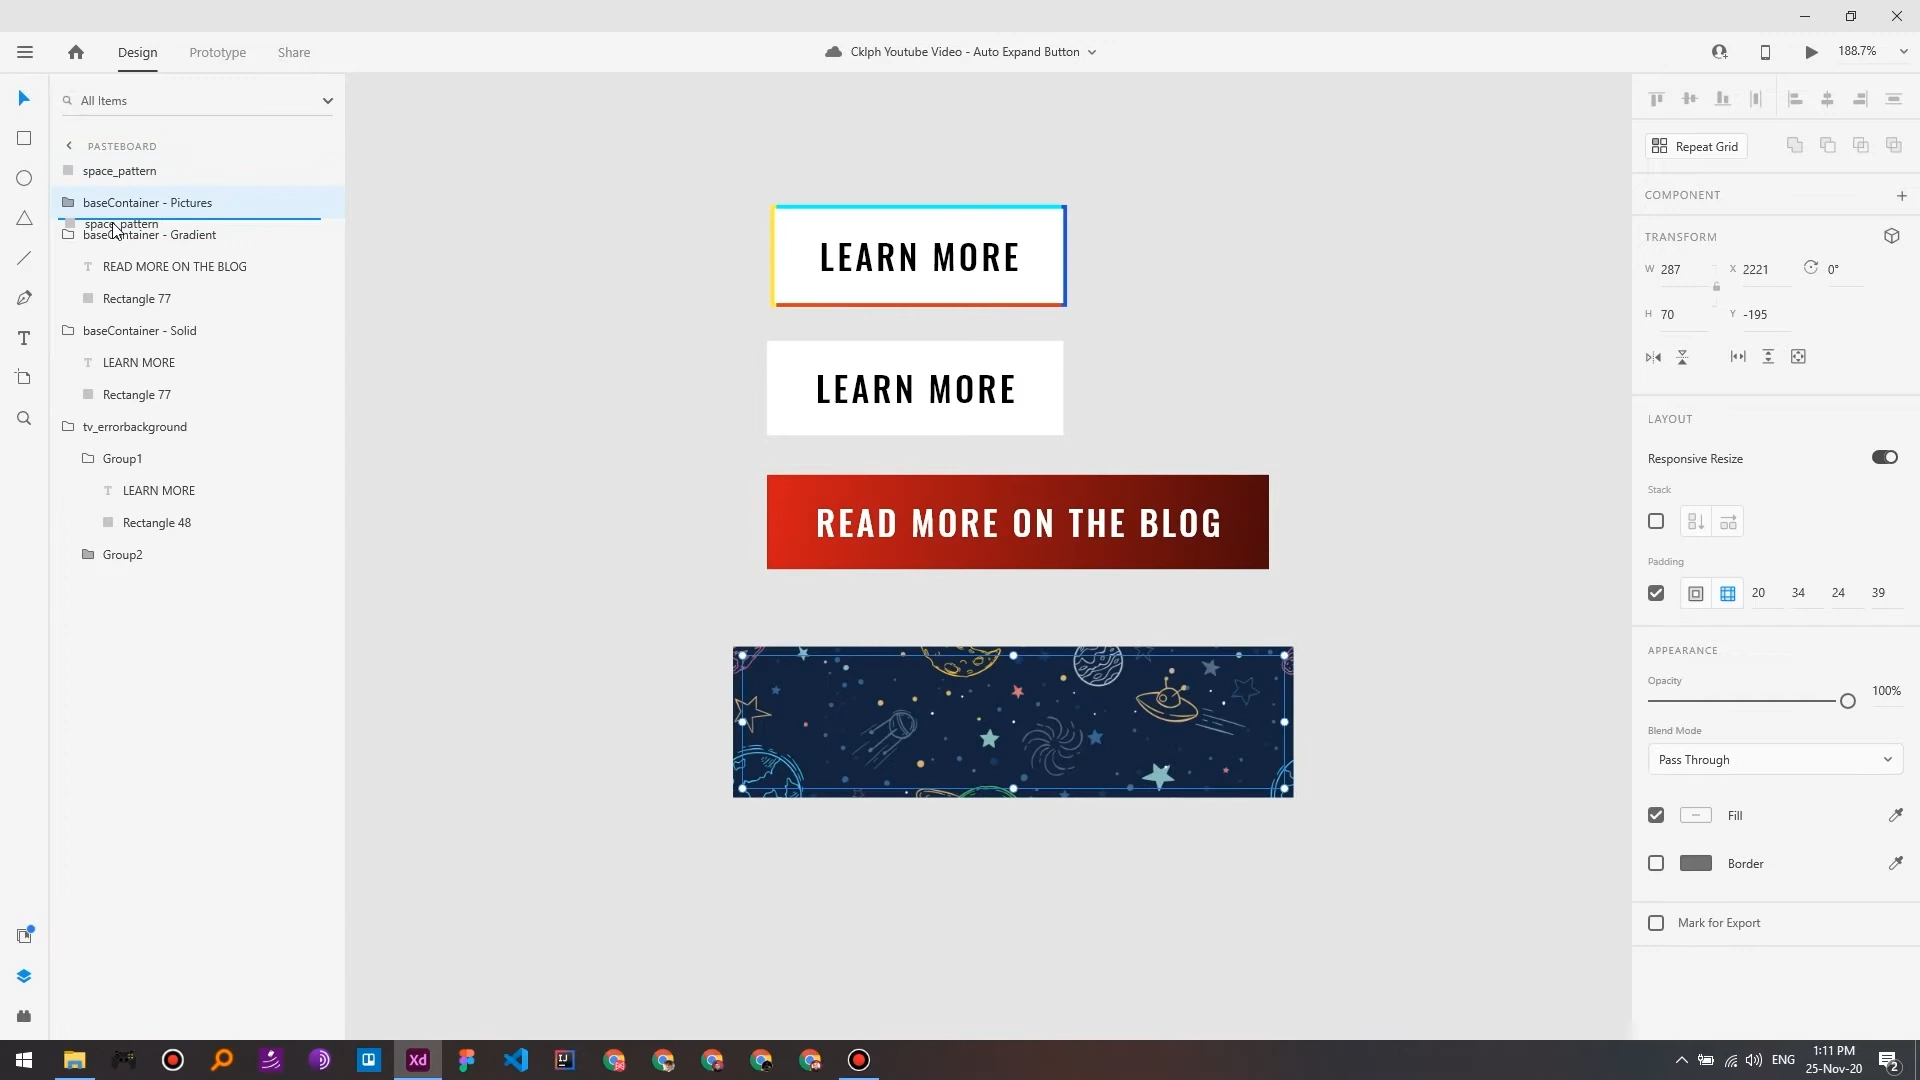 Design
Prototype
Share
Cklph Youtube Video - Auto Expand Button
188.7%
All Items
PASTEBOARD
space_pattern
baseContainer - Pictures
space_pattern
baseContainer - Gradient
READ MORE ON THE BLOG
Rectangle 77
baseContainer - Solid
LEARN MORE
Rectangle 77
tv_errorbackground
Group1
LEARN MORE
Rectangle 48
Group2
LEARN MORE
LEARN MORE
READ MORE ON THE BLOG
Repeat Grid
COMPONENT
TRANSFORM
W 287 X 2221 0°
H 70 Y -195
LAYOUT
Responsive Resize
Stack
Padding
20 34 24 39
APPEARANCE
Opacity
100%
Blend Mode
Pass Through
Fill
Border
Mark for Export
T
Xd
IJ
ENG
1:11 PM
25-Nov-20
2